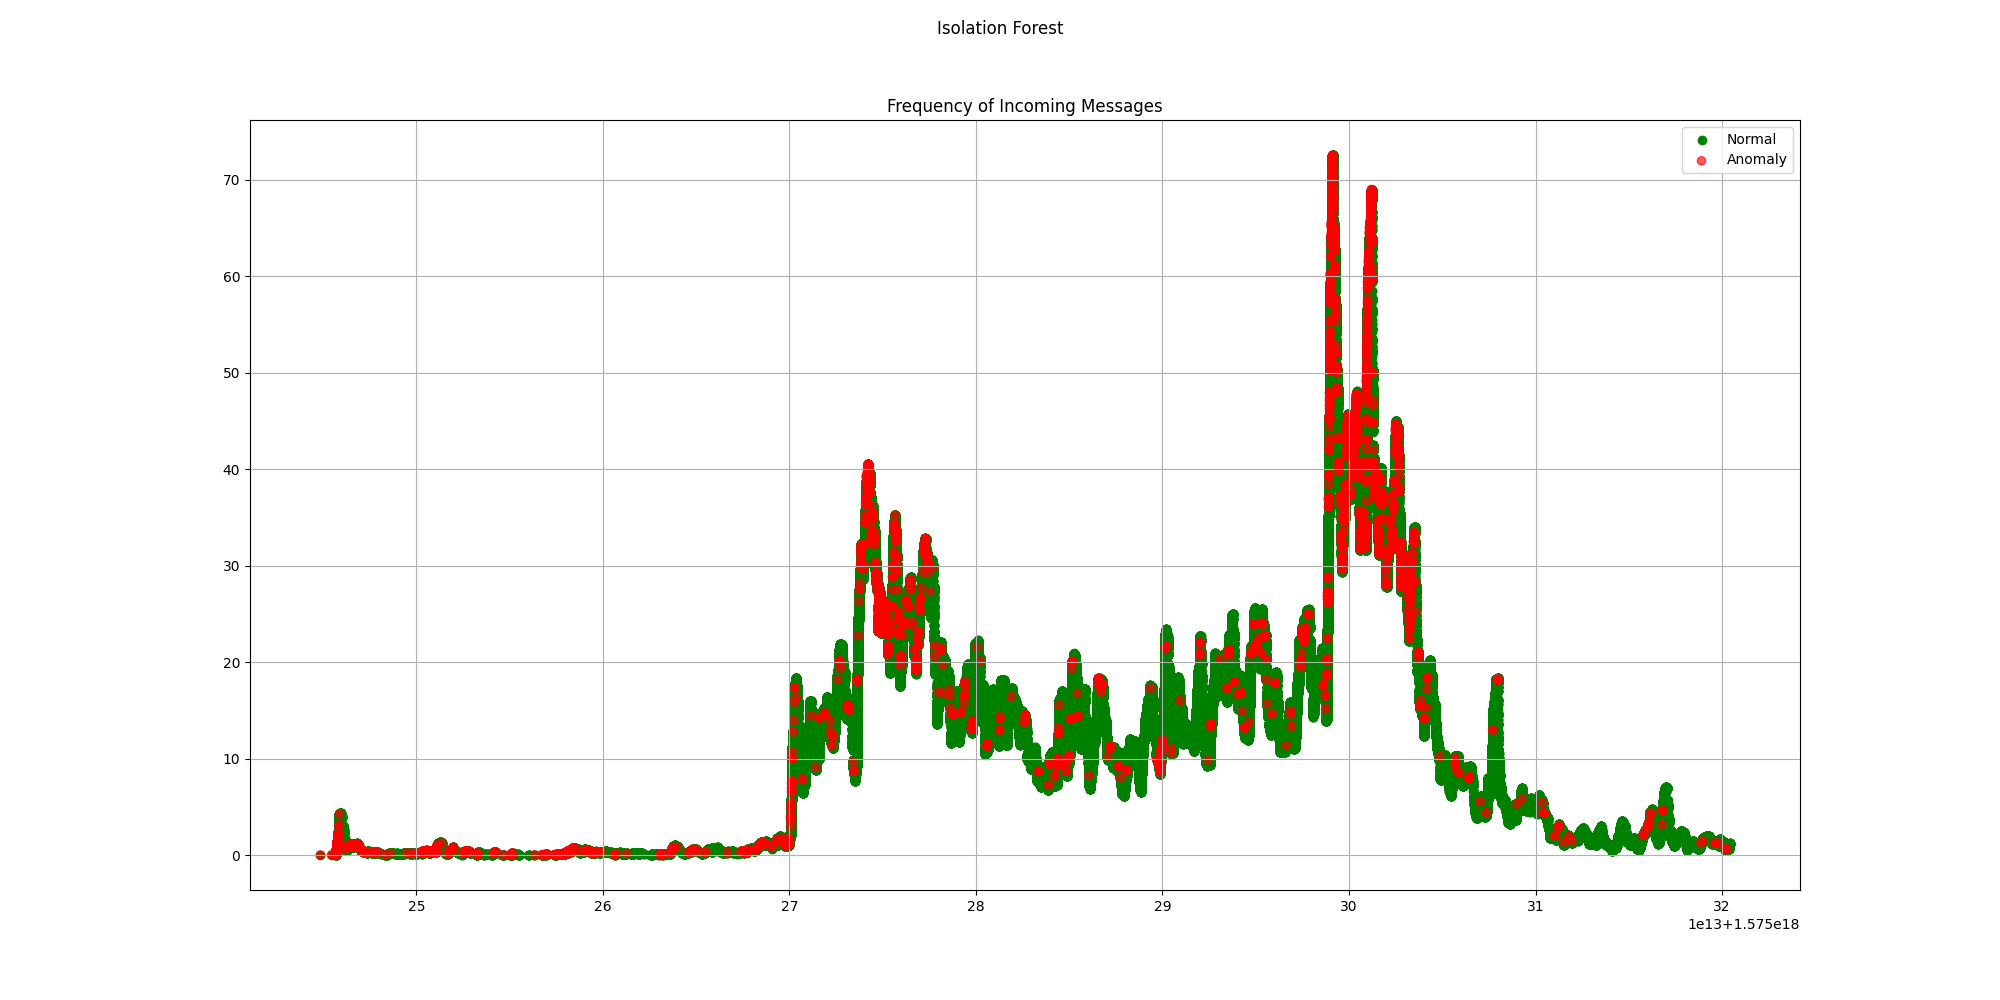 Isolation Forest
Frequency of Incoming Messages
Normal
Anomaly
70
60
50
40
30
20
10
0
25 26 27 28 29 30 31 32
1e13+1.575e18